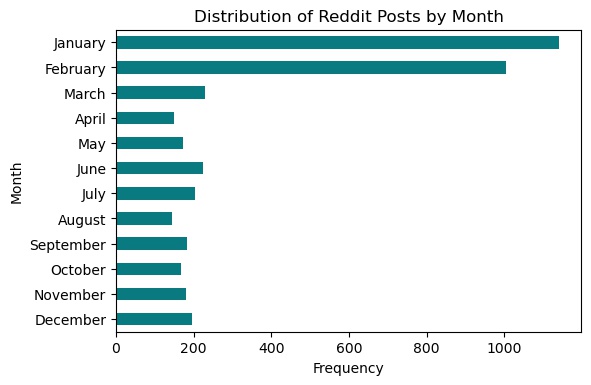 Distribution of Reddit Posts by Month
January
February
March
April
May
June
July
August
September
October
November
December
Month
0 200 400 600 800 1000
Frequency